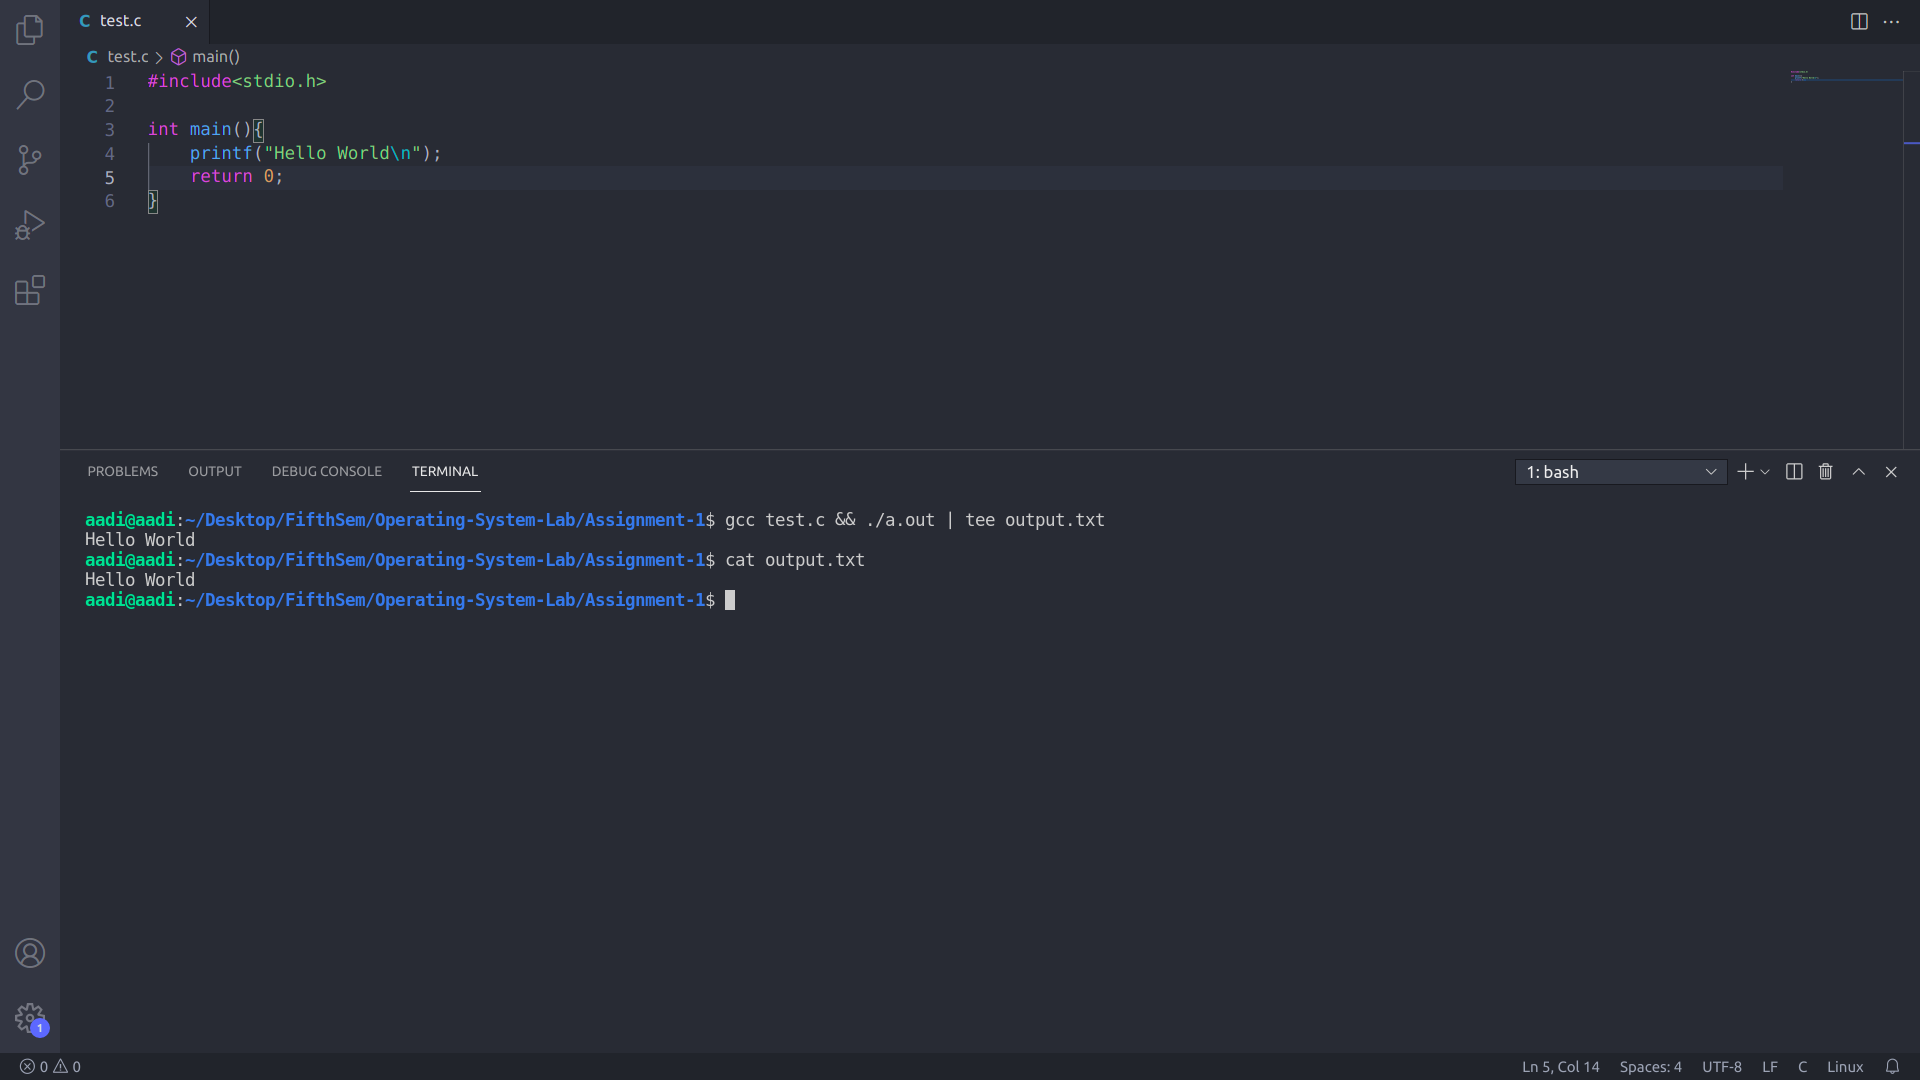 C test.c
C test.c > main()
1 #include<stdio.h>
2
3 int main(){
4     printf("Hello World\n");
5     return 0;
6 }
PROBLEMS OUTPUT DEBUG CONSOLE TERMINAL 1: bash
aadi@aadi:~/Desktop/FifthSem/Operating-System-Lab/Assignment-1$ gcc test.c && ./a.out | tee output.txt
Hello World
aadi@aadi:~/Desktop/FifthSem/Operating-System-Lab/Assignment-1$ cat output.txt
Hello World
aadi@aadi:~/Desktop/FifthSem/Operating-System-Lab/Assignment-1$
1
0 0 Ln 5, Col 14 Spaces: 4 UTF-8 LF C Linux